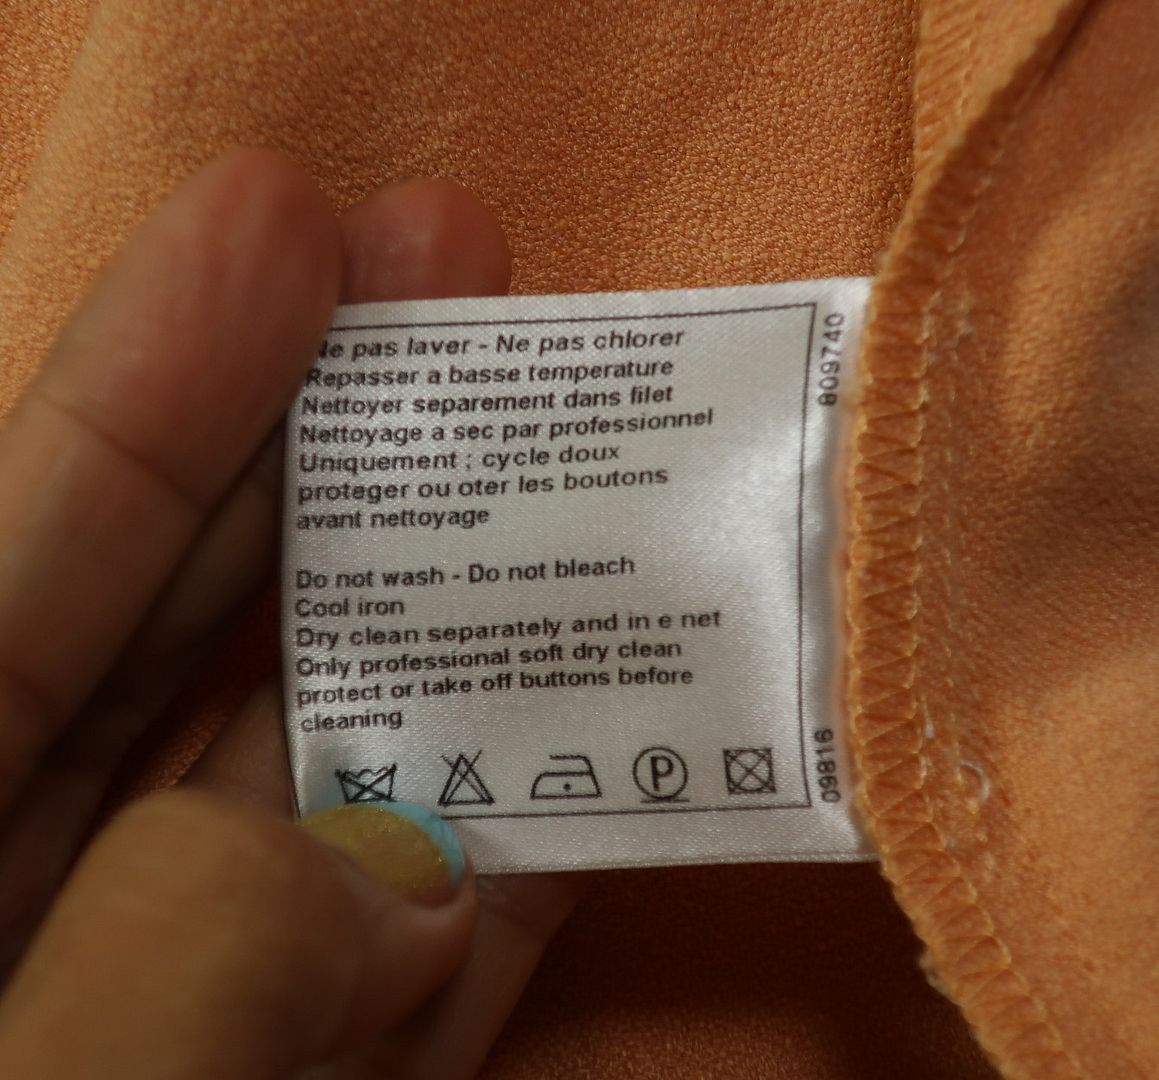 Ne pas laver - Ne pas chlorer
Repasser a basse temperature
Nettoyer separement dans filet
Nettoyage a sec par professionnel
Uniquement : cycle doux
proteger ou oter les boutons
avant nettoyage
Do not wash - Do not bleach
Cool iron
Dry clean separately and in e net
Only professional soft dry clean
protect or take off buttons before
cleaning
P
809740
09816